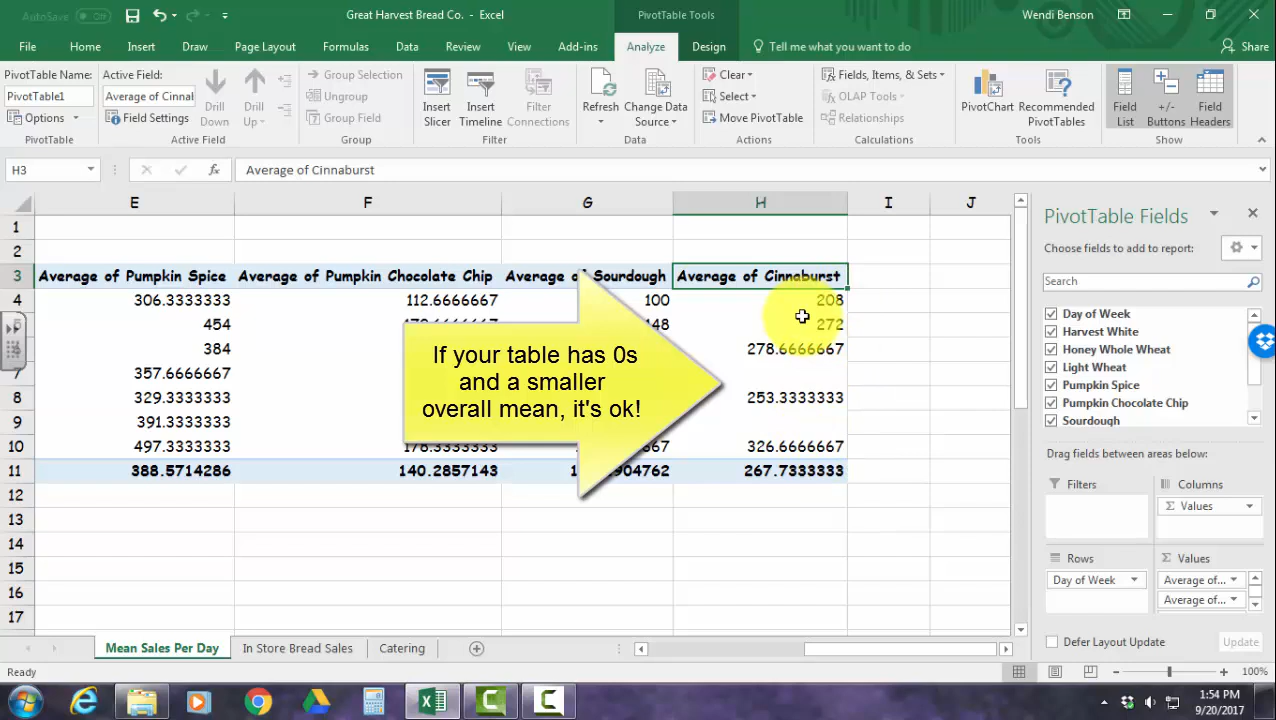 AutoSave Off
Great Harvest Bread Co. - Excel
PivotTable Tools
Wendi Benson
File Home Insert Draw Page Layout Formulas Data Review View Add-ins Analyze Design Tell me what you want to do Share
PivotTable Name:
PivotTable1
Options
PivotTable
Active Field:
Average of Cinnal
Field Settings
Drill Down
Drill Up
Active Field
Group Selection
Ungroup
Group Field
Group
Insert Slicer
Insert Timeline
Filter Connections
Filter
Refresh
Change Data Source
Data
Clear
Select
Move PivotTable
Actions
Fields, Items, & Sets
OLAP Tools
Relationships
Calculations
PivotChart
Recommended PivotTables
Tools
Field List
+/- Buttons
Field Headers
Show
H3
fx
Average of Cinnaburst
E F G H I J
1
2
3 Average of Pumpkin Spice Average of Pumpkin Chocolate Chip Average of Sourdough Average of Cinnaburst
4 306.3333333 112.6666667 100 208
454 148 272
384 278.6666667
7 357.6666667
8 329.3333333 253.3333333
9 391.3333333
10 497.3333333 178.3333333 667 326.6666667
11 388.5714286 140.2857143 904762 267.7333333
12
13
14
15
16
17
If your table has 0s
and a smaller
overall mean, it's ok!
PivotTable Fields
Choose fields to add to report:
Search
Day of Week
Harvest White
Honey Whole Wheat
Light Wheat
Pumpkin Spice
Pumpkin Chocolate Chip
Sourdough
Drag fields between areas below:
Filters
Columns
Σ Values
Rows
Day of Week
Σ Values
Average of...
Average of...
Defer Layout Update
Update
Mean Sales Per Day In Store Bread Sales Catering
Ready
100%
1:54 PM
9/20/2017